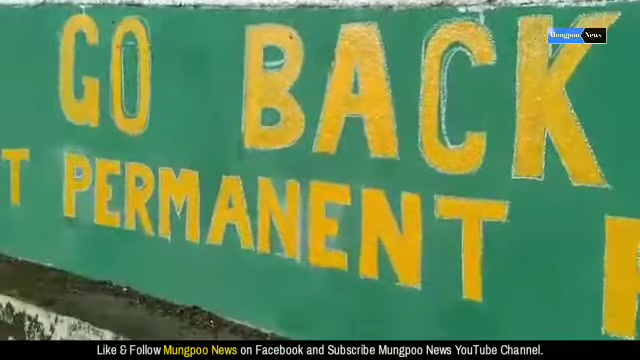 GO BACK
T PERMANENT
Mungpoo News
Like & Follow Mungpoo News on Facebook and Subscribe Mungpoo News YouTube Channel.